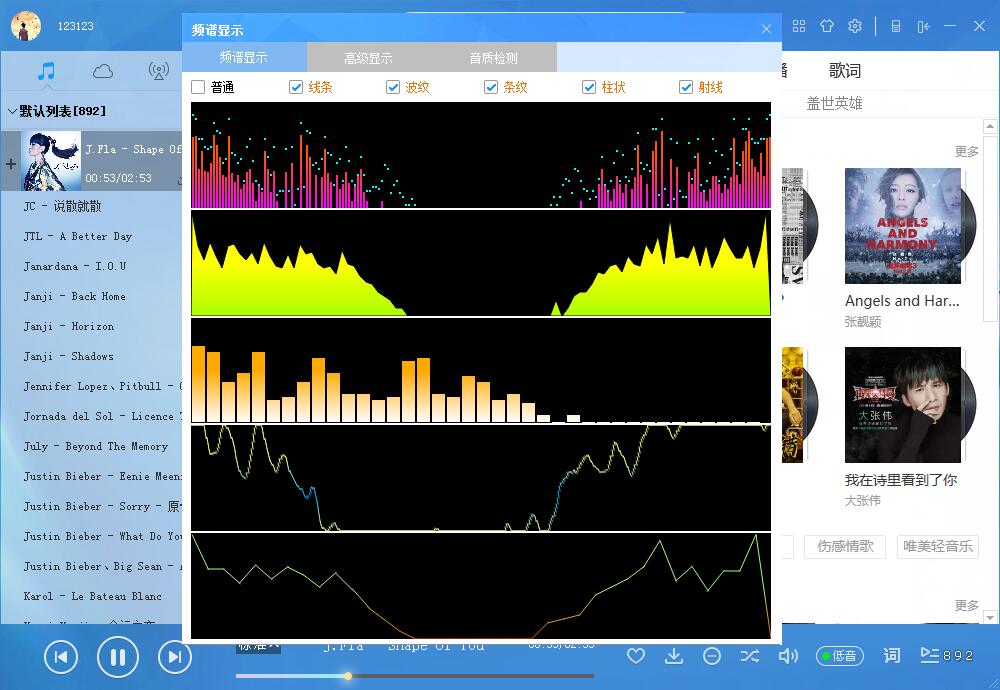 123123
默认列表[892]
J.Fla - Shape Of
00:53/02:53
JC - 说散就散
JTL - A Better Day
Janardana - I.O.U
Janji - Back Home
Janji - Horizon
Janji - Shadows
Jennifer Lopez、Pitbull -
Jornada del Sol - Licence
July - Beyond The Memory
Justin Bieber - Eenie Meen
Justin Bieber - Sorry - 原
Justin Bieber - What Do You
Justin Bieber、Big Sean -
Karol - Le Bateau Blanc
频谱显示
频谱显示 高级显示 音质检测
普通 线条 波纹 条纹 柱状 射线
歌词
盖世英雄
更多
ANGELS
AND
HARMONY
Angels and Har...
张靓颖
大张伟
我在诗里看到了你
大张伟
伤感情歌 唯美轻音乐
更多
标准
J.Fla - Shape Of You 00:53/02:53
低音 词 892